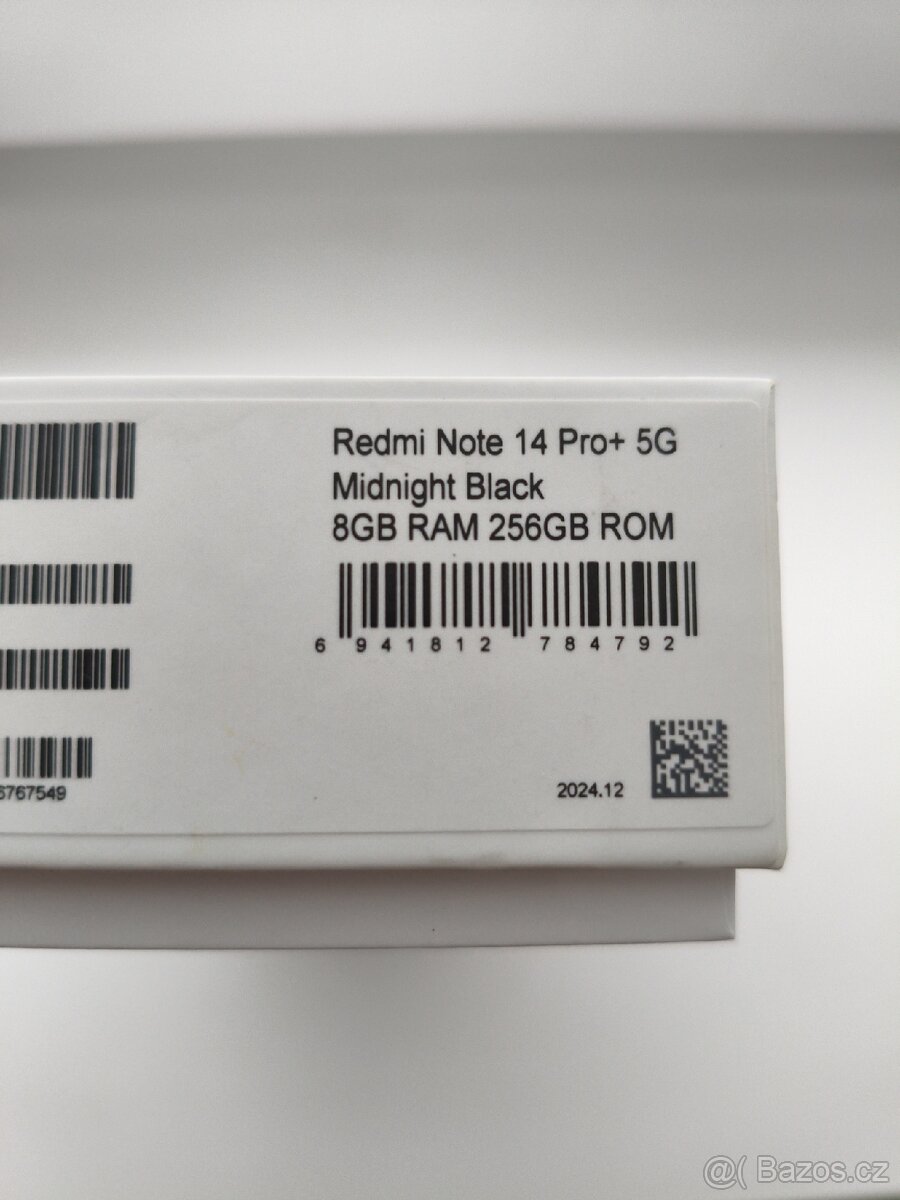 Redmi Note 14 Pro+ 5G
Midnight Black
8GB RAM 256GB ROM
6 941812 784792
6767549
2024.12
@( Bazos.cz